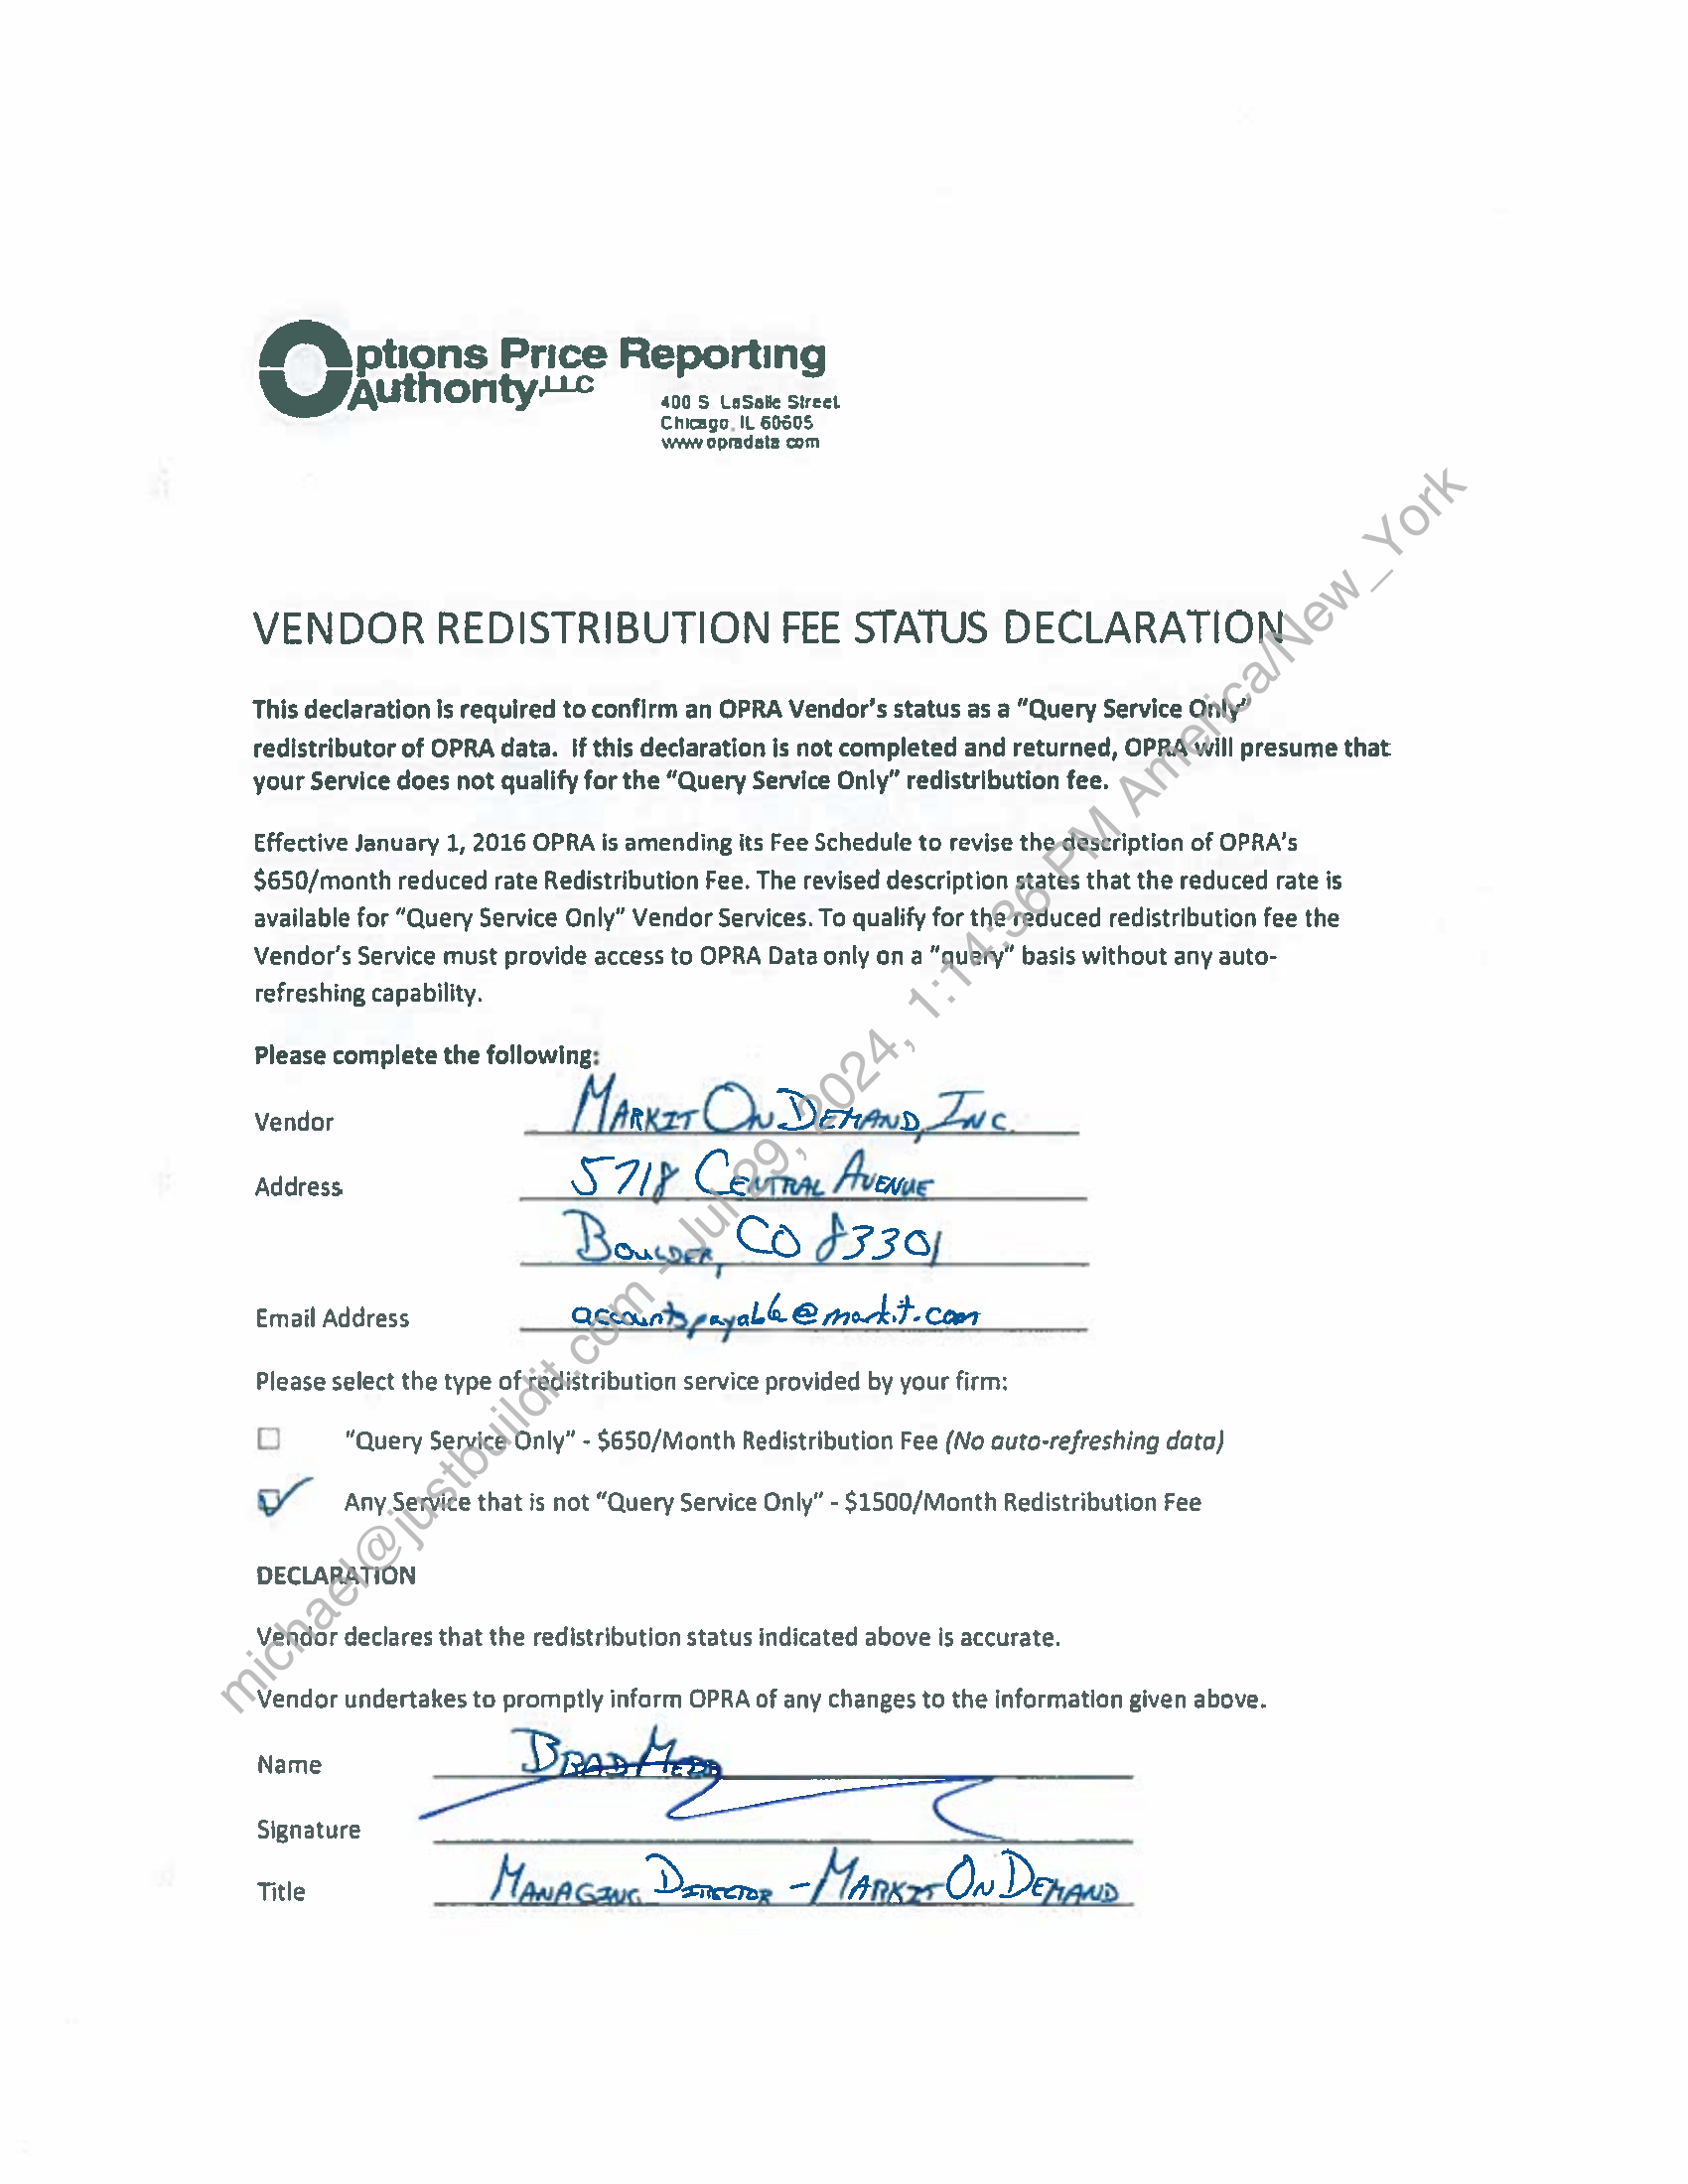 Options Price Reporting
Authority, LLC
400 S LaSalle Street
Chicago, IL 60605
www opradata com
VENDOR REDISTRIBUTION FEE STATUS DECLARATION
This declaration is required to confirm an OPRA Vendor's status as a "Query Service Only"
redistributor of OPRA data. If this declaration is not completed and returned, OPRA will presume that
your Service does not qualify for the "Query Service Only" redistribution fee.
Effective January 1, 2016 OPRA is amending its Fee Schedule to revise the description of OPRA's
$650/month reduced rate Redistribution Fee. The revised description states that the reduced rate is
available for "Query Service Only" Vendor Services. To qualify for the reduced redistribution fee the
Vendor's Service must provide access to OPRA Data only on a "query" basis without any auto-
refreshing capability.
Please complete the following:
Vendor MARKIT ON DEMAND, INC.
Address 5718 CENTRAL AVENUE
BOULDER, CO 83301
Email Address accountspayable@markit.com
Please select the type of redistribution service provided by your firm:
"Query Service Only" - $650/Month Redistribution Fee (No auto-refreshing data)
Any Service that is not "Query Service Only" - $1500/Month Redistribution Fee
DECLARATION
Vendor declares that the redistribution status indicated above is accurate.
Vendor undertakes to promptly inform OPRA of any changes to the information given above.
Name BRAD
Signature
Title MANAGING DIRECTOR - MARKIT ON DEMAND
michael@justbuildit.com - Jul 29, 2024, 1:14:36 PM America/New_York